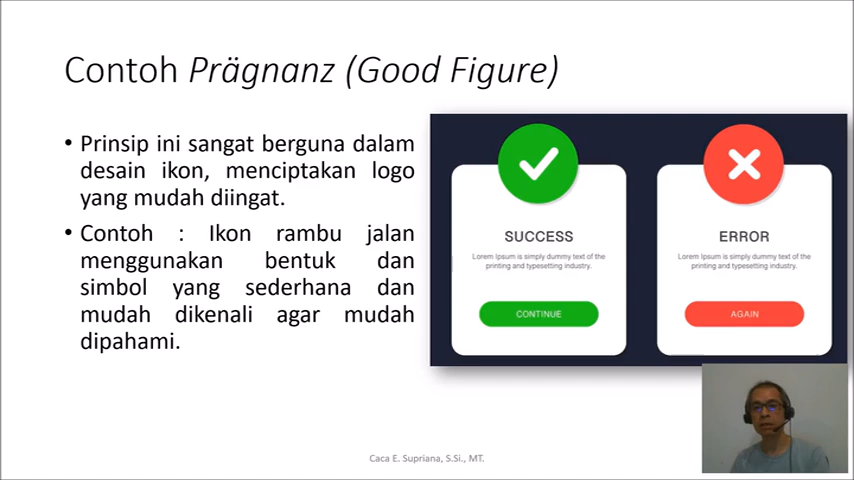 Contoh Prägnanz (Good Figure)
• Prinsip ini sangat berguna dalam
desain ikon, menciptakan logo
yang mudah diingat.
• Contoh : Ikon rambu jalan
menggunakan bentuk dan
simbol yang sederhana dan
mudah dikenali agar mudah
dipahami.
SUCCESS
Lorem Ipsum is simply dummy text of the
printing and typesetting industry.
CONTINUE
ERROR
Lorem Ipsum is simply dummy text of the
printing and typesetting industry.
AGAIN
Caca E. Supriana, S.Si., MT.